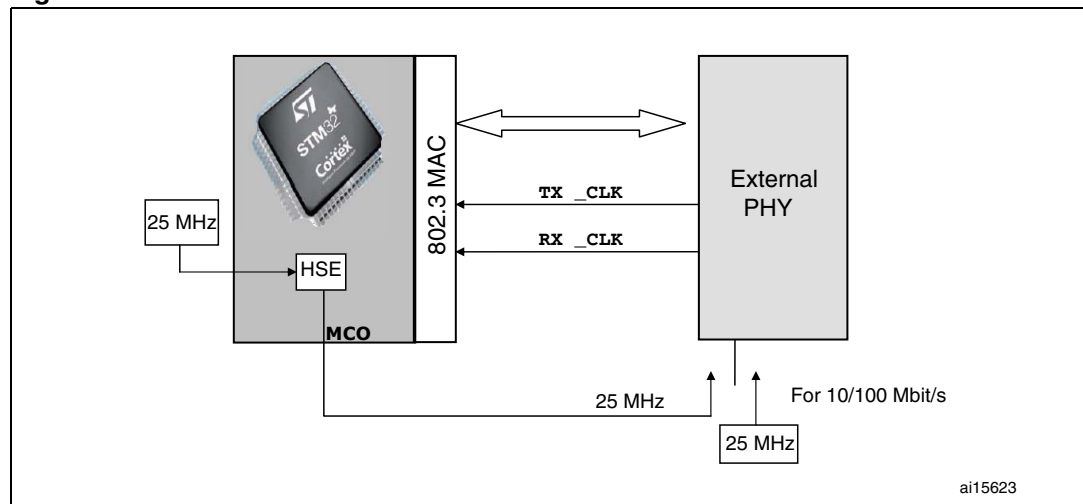 ST
STM32
Cortex
25 MHz
HSE
MCO
802.3 MAC
TX _CLK
RX _CLK
External
PHY
25 MHz
For 10/100 Mbit/s
25 MHz
ai15623